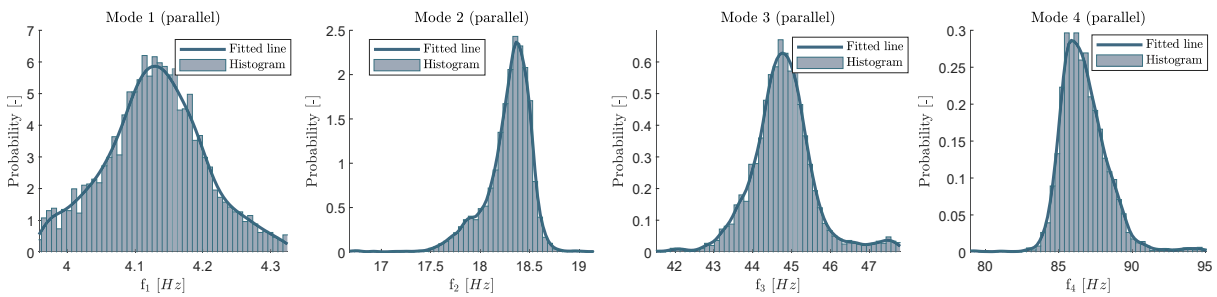 Mode 1 (parallel)
Fitted line
Histogram
Probability [-]
7
6
5
4
3
2
1
0
4
4.1
4.2
4.3
f₁ [Hz]
Mode 2 (parallel)
Fitted line
Histogram
Probability [-]
2.5
2
1.5
1
0.5
0
17
17.5
18
18.5
19
f₂ [Hz]
Mode 3 (parallel)
Fitted line
Histogram
Probability [-]
0.6
0.5
0.4
0.3
0.2
0.1
0
42
43
44
45
46
47
f₃ [Hz]
Mode 4 (parallel)
Fitted line
Histogram
Probability [-]
0.3
0.25
0.2
0.15
0.1
0.05
0
80
85
90
95
f₄ [Hz]